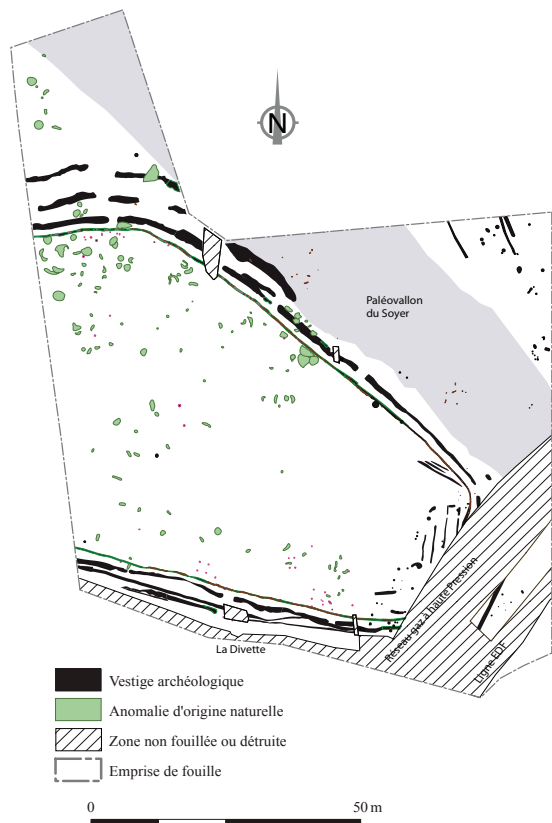 N
Paléovallon
du Soyer
Réseau gaz à haute Pression
Ligne EDF
La Divette
Vestige archéologique
Anomalie d'origine naturelle
Zone non fouillée ou détruite
Emprise de fouille
0
50 m